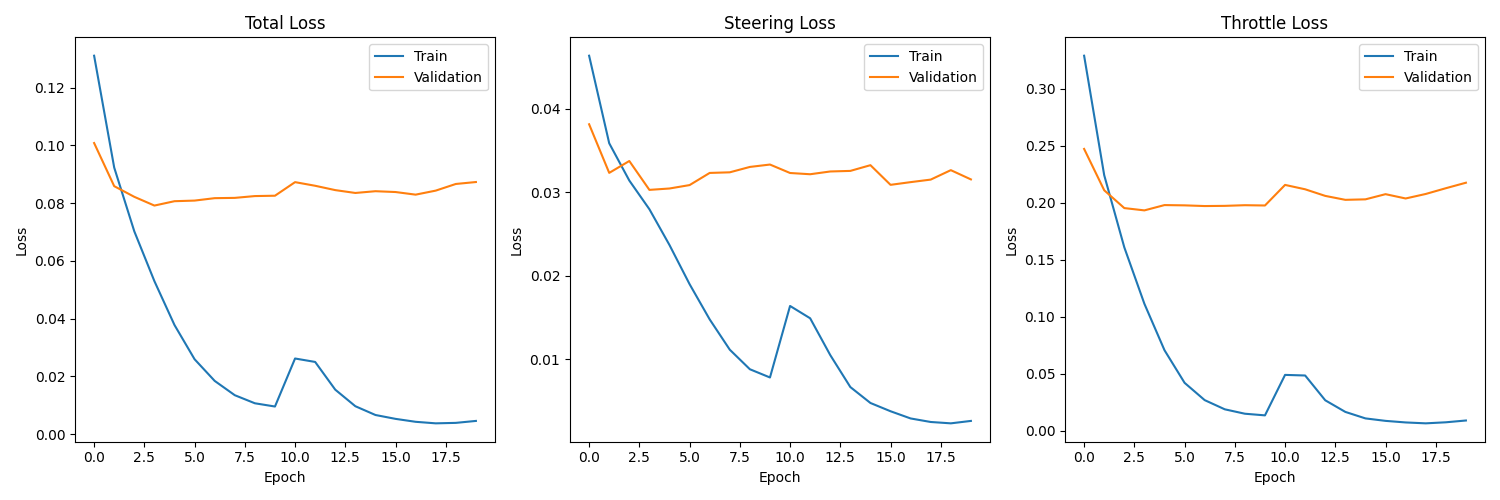 Total Loss
Train
Validation
0.12
0.10
0.08
0.06
0.04
0.02
0.00
Loss
0.0 2.5 5.0 7.5 10.0 12.5 15.0 17.5
Epoch
Steering Loss
Train
Validation
0.04
0.03
0.02
0.01
Loss
0.0 2.5 5.0 7.5 10.0 12.5 15.0 17.5
Epoch
Throttle Loss
Train
Validation
0.30
0.25
0.20
0.15
0.10
0.05
0.00
Loss
0.0 2.5 5.0 7.5 10.0 12.5 15.0 17.5
Epoch